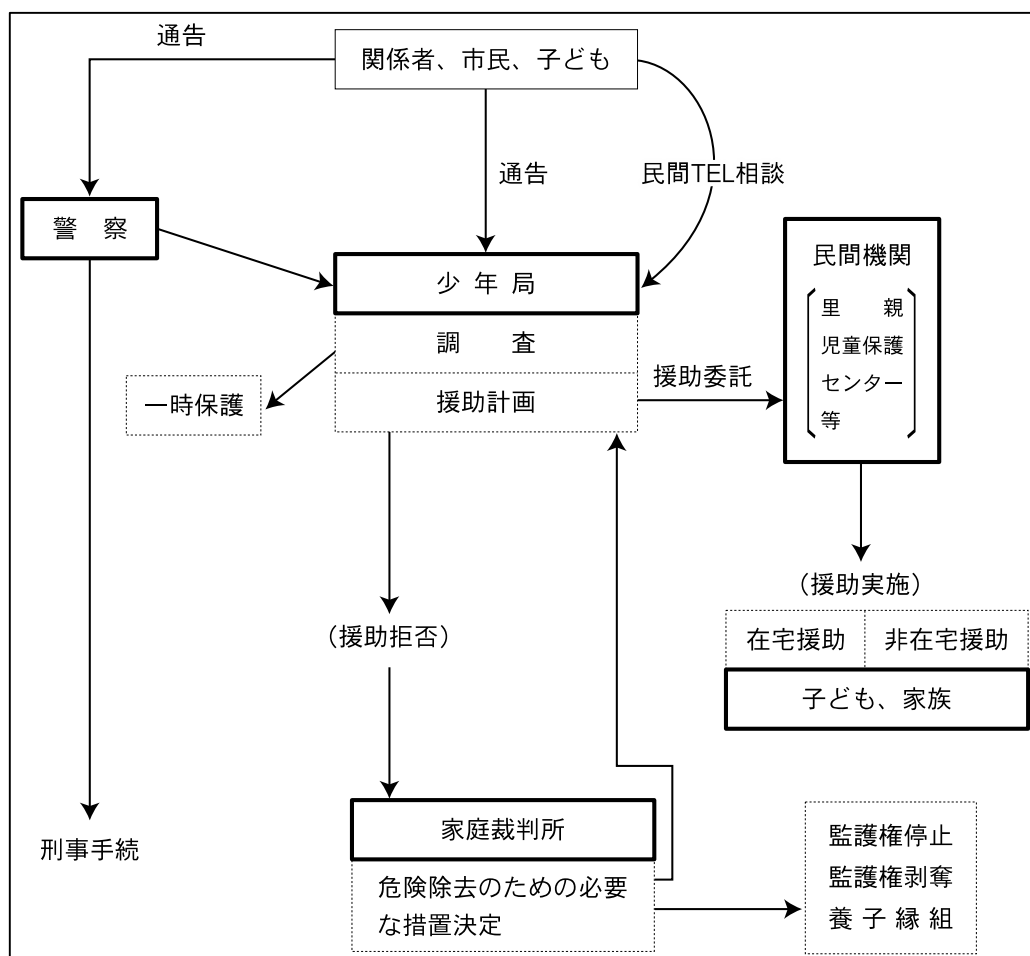 通告
関係者、市民、子ども
通告
民間TEL相談
警　察
少 年 局
調　　査
援助計画
一時保護
援助委託
民間機関
里　　親
児童保護
センター
等
（援助実施）
在宅援助
非在宅援助
子ども、家族
（援助拒否）
家庭裁判所
危険除去のための必要
な措置決定
刑事手続
監護権停止
監護権剥奪
養 子 縁 組